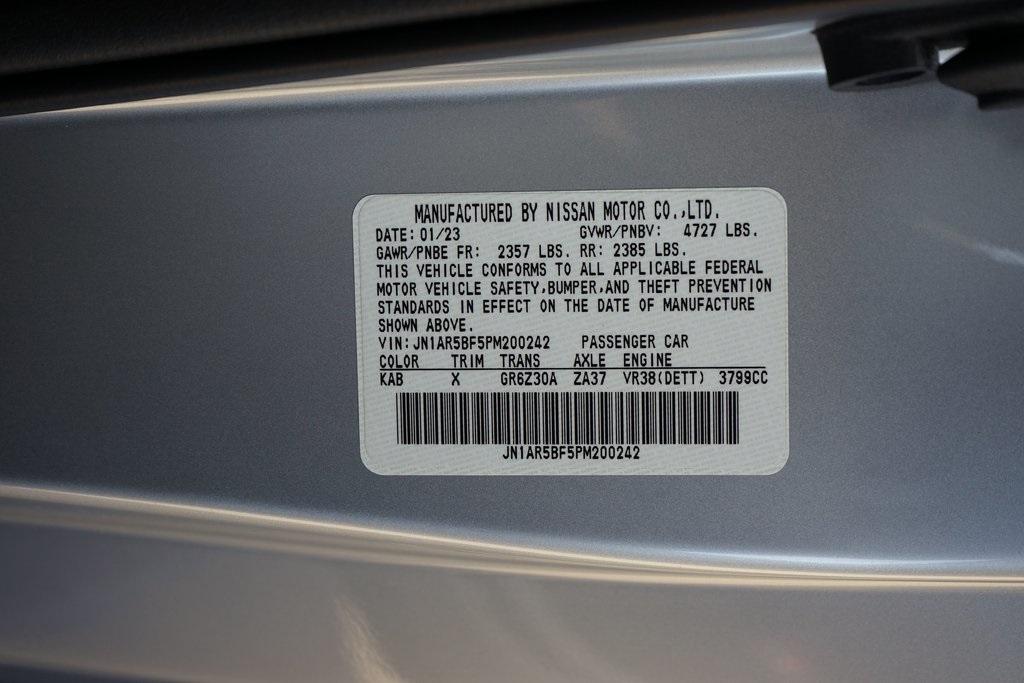 MANUFACTURED BY NISSAN MOTOR CO.,LTD.
DATE: 01/23 GVWR/PNBV: 4727 LBS.
GAWR/PNBE FR: 2357 LBS. RR: 2385 LBS.
THIS VEHICLE CONFORMS TO ALL APPLICABLE FEDERAL
MOTOR VEHICLE SAFETY,BUMPER,AND THEFT PREVENTION
STANDARDS IN EFFECT ON THE DATE OF MANUFACTURE
SHOWN ABOVE.
VIN: JN1AR5BF5PM200242 PASSENGER CAR
COLOR TRIM TRANS AXLE ENGINE
KAB X GR6Z30A ZA37 VR38(DETT) 3799CC
JN1AR5BF5PM200242